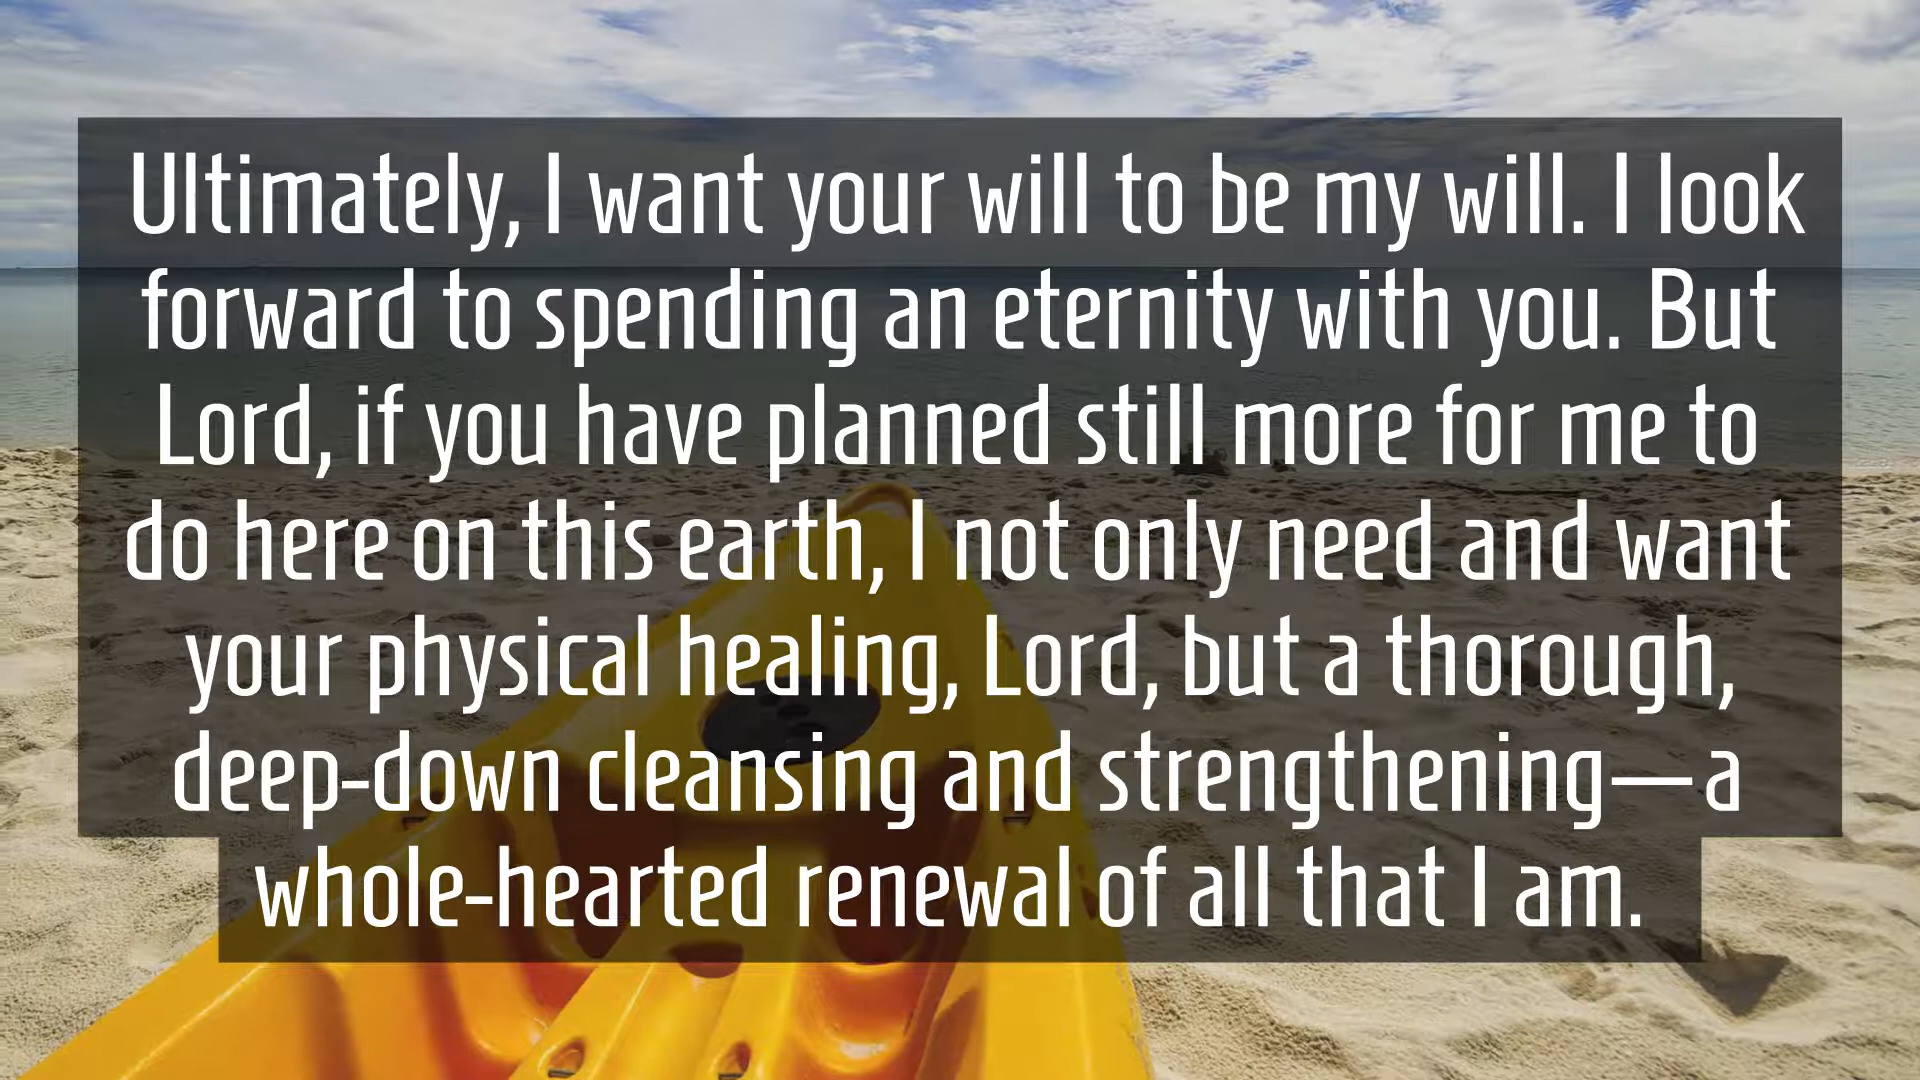 Ultimately, I want your will to be my will. I look
forward to spending an eternity with you. But
Lord, if you have planned still more for me to
do here on this earth, I not only need and want
your physical healing, Lord, but a thorough,
deep-down cleansing and strengthening—a
whole-hearted renewal of all that I am.